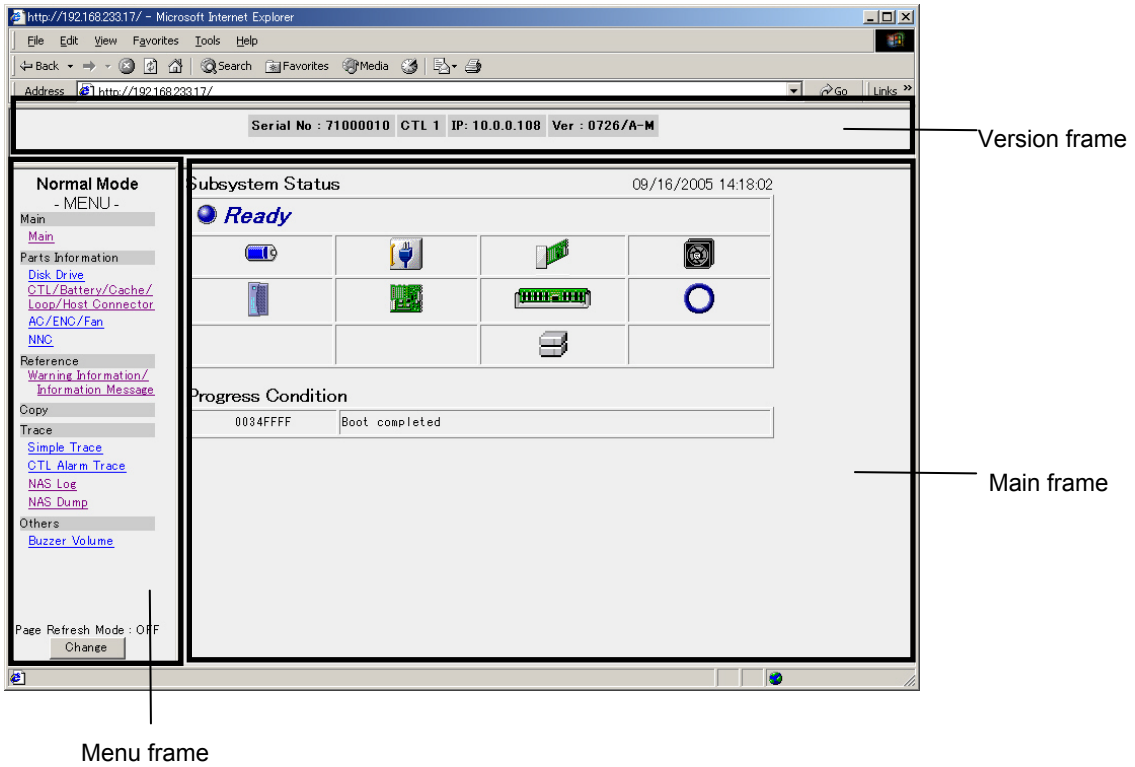 http://192.168.233.17/ - Microsoft Internet Explorer
File Edit View Favorites Tools Help
Back Search Favorites Media
Address http://192.168.233.17/ Go Links »
Serial No : 71000010 CTL 1 IP: 10.0.0.108 Ver : 0726/A-M
Version frame
Normal Mode
- MENU -
Main
Main
Parts Information
Disk Drive
CTL/Battery/Cache/
Loop/Host Connector
AC/ENC/Fan
NNC
Reference
Warning Information/
Information Message
Copy
Trace
Simple Trace
CTL Alarm Trace
NAS Log
NAS Dump
Others
Buzzer Volume
Page Refresh Mode : OFF
Change
Subsystem Status 09/16/2005 14:18:02
Ready
Progress Condition
0034FFFF Boot completed
Main frame
Menu frame